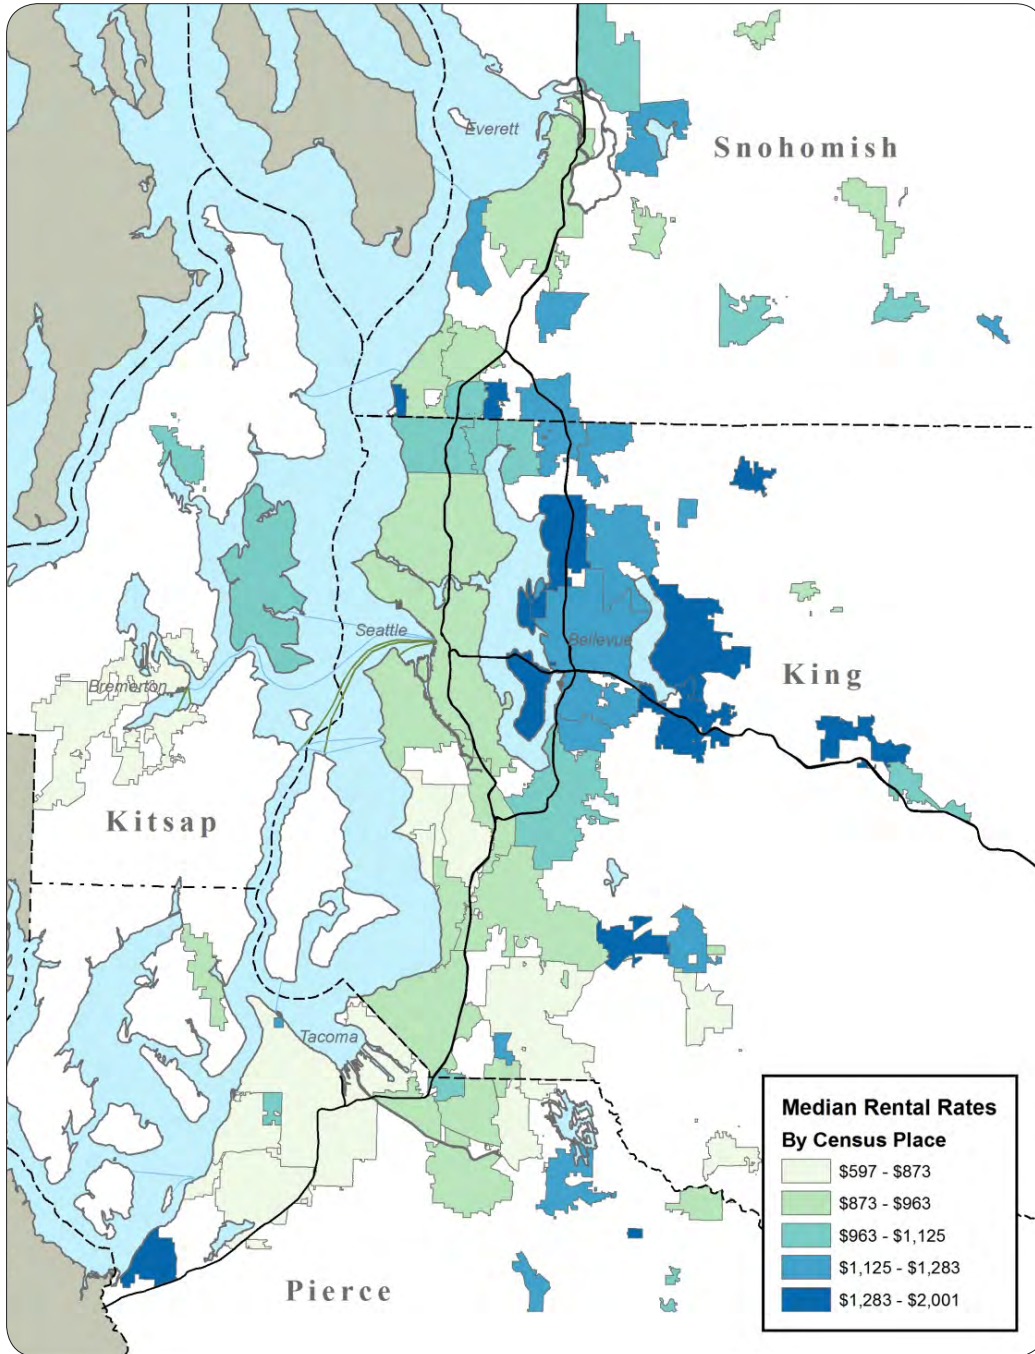 Everett
Snohomish
Seattle
Bellevue
Bremerton
King
Kitsap
Tacoma
Pierce
Median Rental Rates
By Census Place
$597 - $873
$873 - $963
$963 - $1,125
$1,125 - $1,283
$1,283 - $2,001